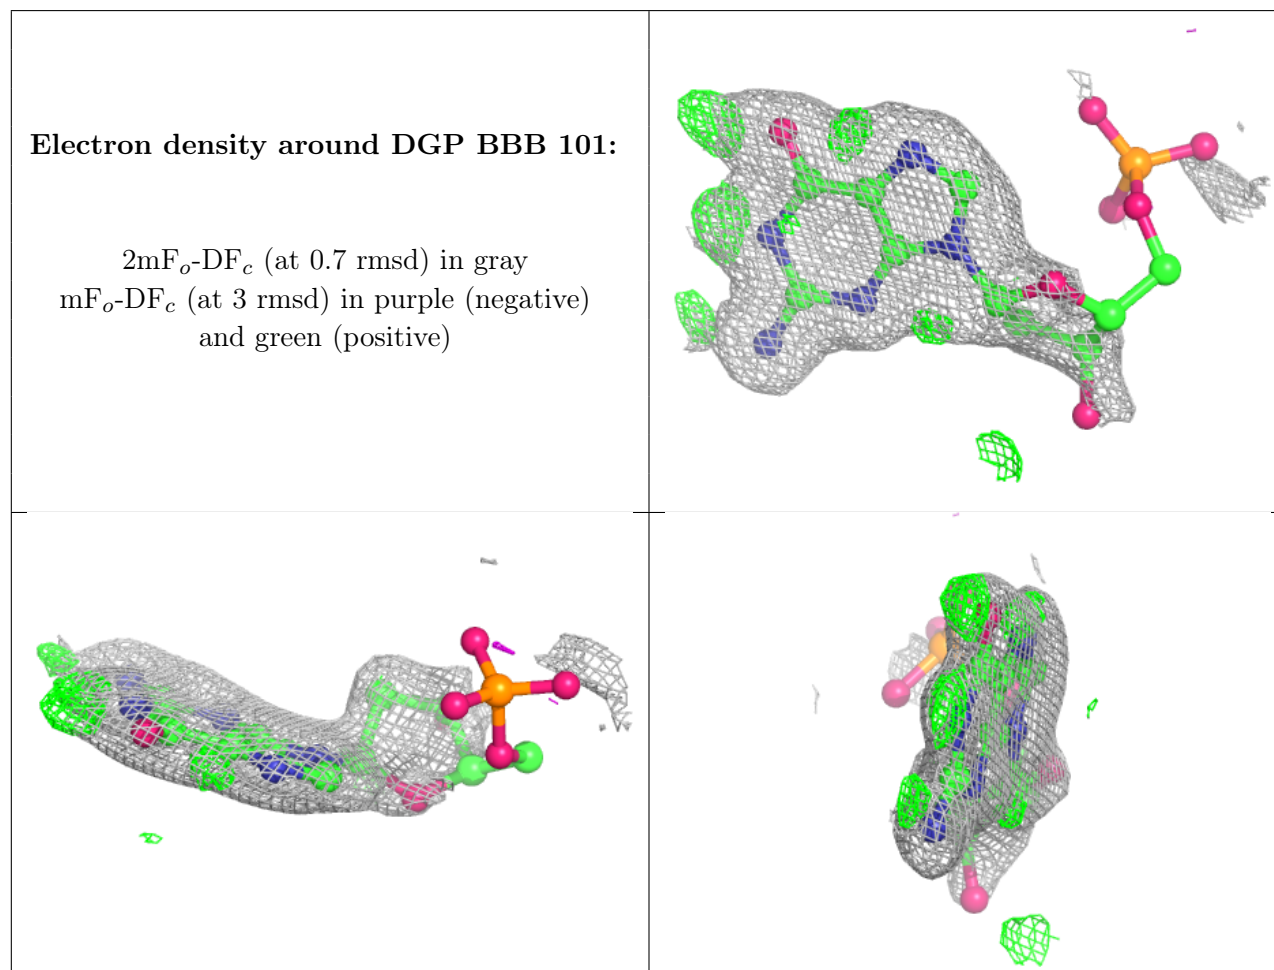 Electron density around DGP BBB 101:
2mFₒ-DF𝒸 (at 0.7 rmsd) in gray
mFₒ-DF𝒸 (at 3 rmsd) in purple (negative)
and green (positive)